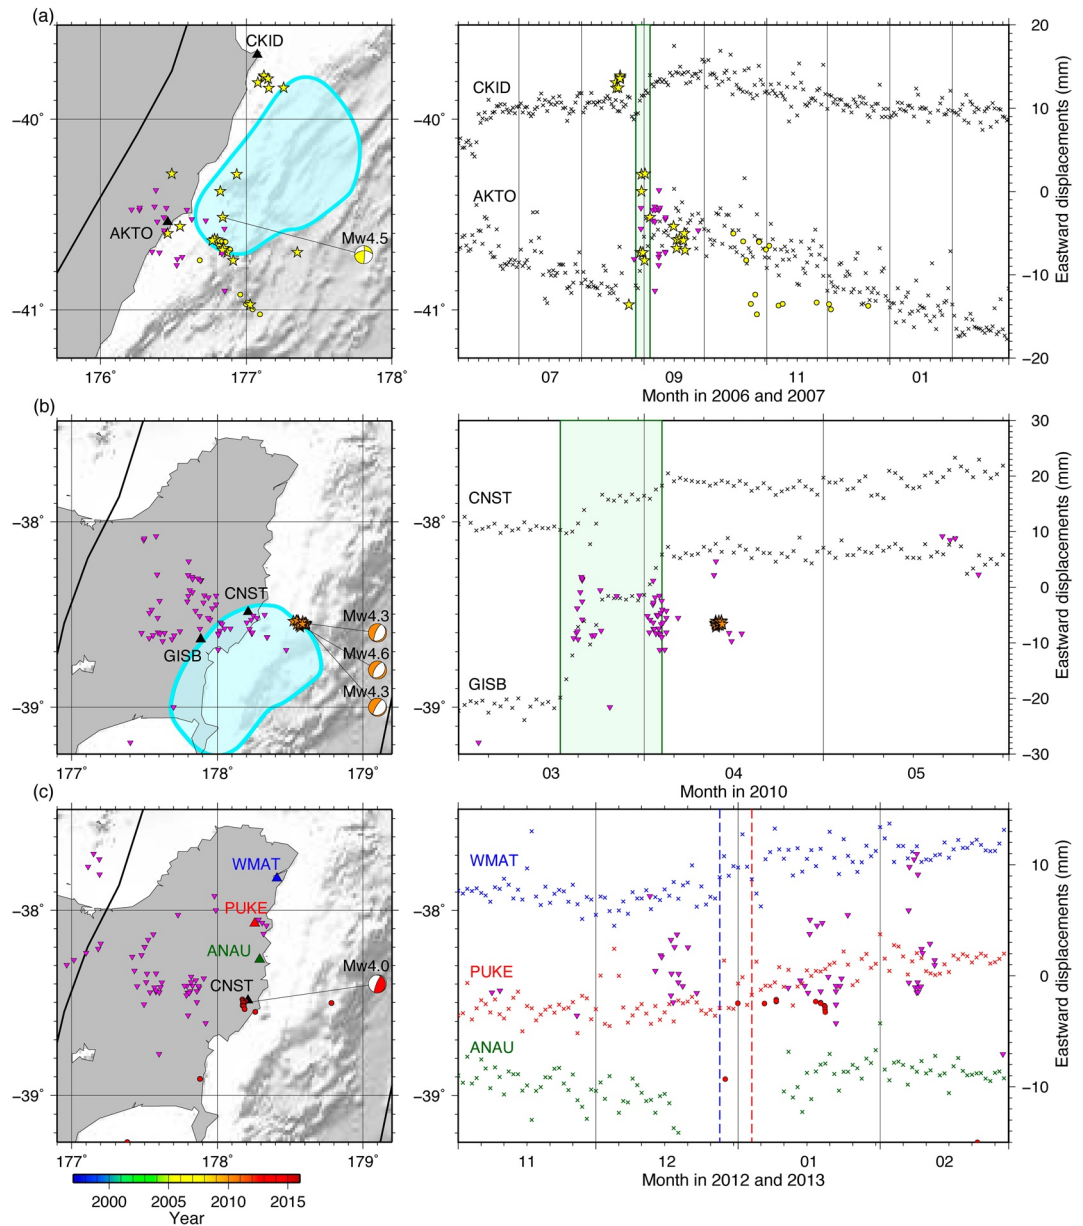 (a)
CKID
AKTO
Mw4.5
−40°
−41°
176°
177°
178°
CKID
AKTO
20
10
0
−10
−20
Eastward displacements (mm)
07
09
11
01
Month in 2006 and 2007
(b)
CNST
GISB
Mw4.3
Mw4.6
Mw4.3
−38°
−39°
177°
178°
179°
CNST
GISB
30
20
10
0
−10
−20
−30
Eastward displacements (mm)
03
04
05
Month in 2010
(c)
WMAT
PUKE
ANAU
CNST
Mw4.0
−38°
−39°
177°
178°
179°
WMAT
PUKE
ANAU
10
0
−10
Eastward displacements (mm)
11
12
01
02
Month in 2012 and 2013
2000
2005
2010
2015
Year